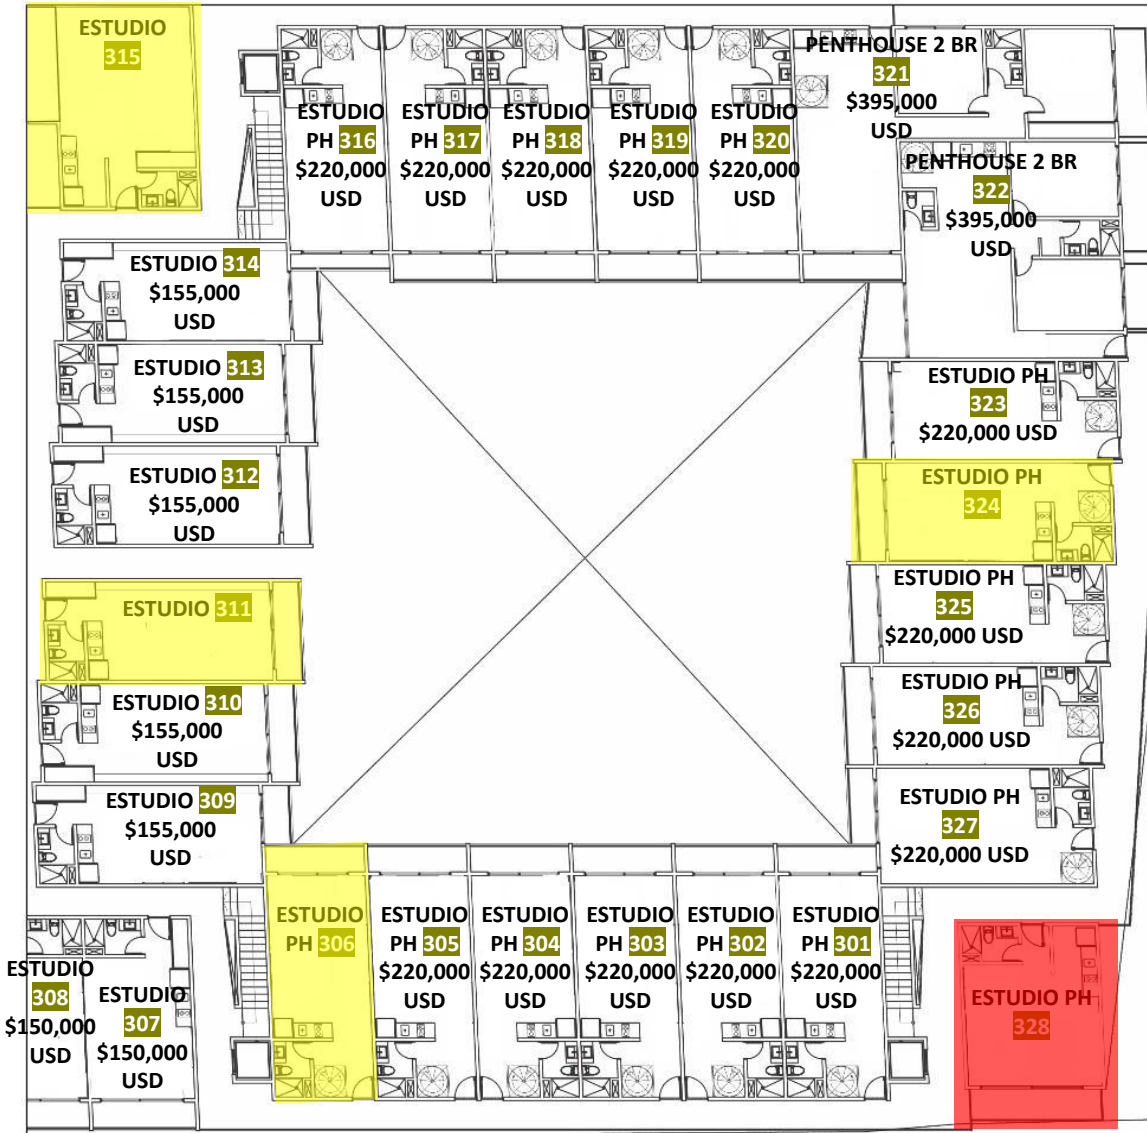 ESTUDIO
315
ESTUDIO
PH 316
$220,000
USD
ESTUDIO
PH 317
$220,000
USD
ESTUDIO
PH 318
$220,000
USD
ESTUDIO
PH 319
$220,000
USD
ESTUDIO
PH 320
$220,000
USD
PENTHOUSE 2 BR
321
$395,000
USD
PENTHOUSE 2 BR
322
$395,000
USD
ESTUDIO 314
$155,000
USD
ESTUDIO 313
$155,000
USD
ESTUDIO 312
$155,000
USD
ESTUDIO 311
ESTUDIO 310
$155,000
USD
ESTUDIO 309
$155,000
USD
ESTUDIO PH
323
$220,000 USD
ESTUDIO PH
324
ESTUDIO PH
325
$220,000 USD
ESTUDIO PH
326
$220,000 USD
ESTUDIO PH
327
$220,000 USD
ESTUDIO
308
$150,000
USD
ESTUDIO
307
$150,000
USD
ESTUDIO
PH 306
ESTUDIO
PH 305
$220,000
USD
ESTUDIO
PH 304
$220,000
USD
ESTUDIO
PH 303
$220,000
USD
ESTUDIO
PH 302
$220,000
USD
ESTUDIO
PH 301
$220,000
USD
ESTUDIO PH
328